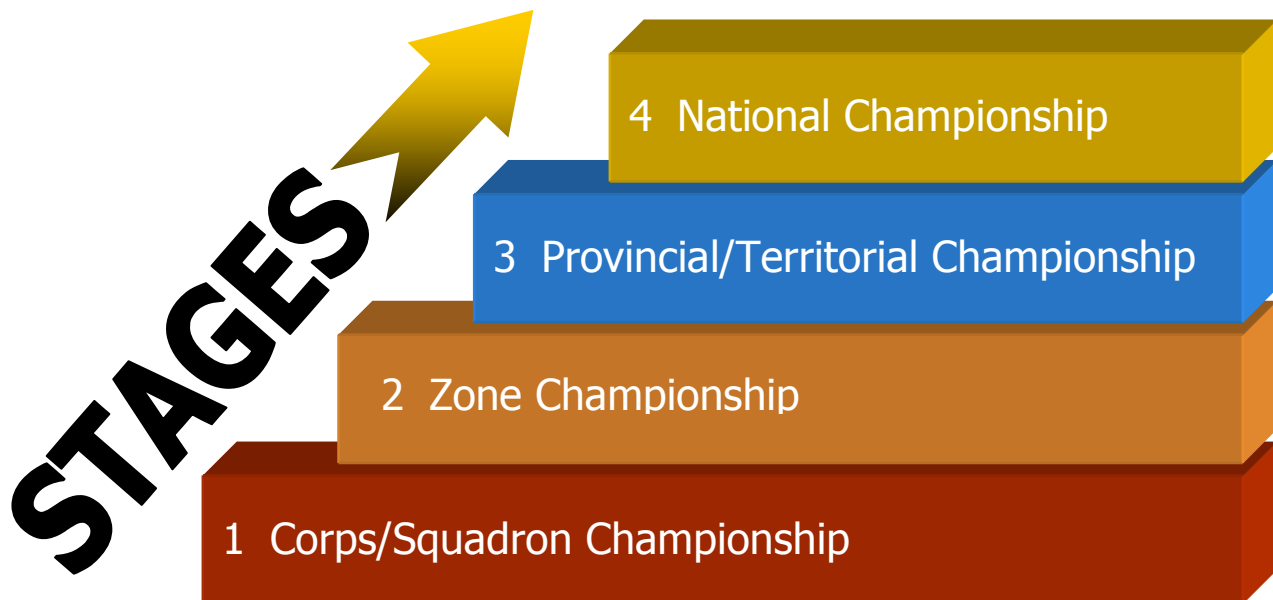 STAGES
4 National Championship
3 Provincial/Territorial Championship
2 Zone Championship
1 Corps/Squadron Championship